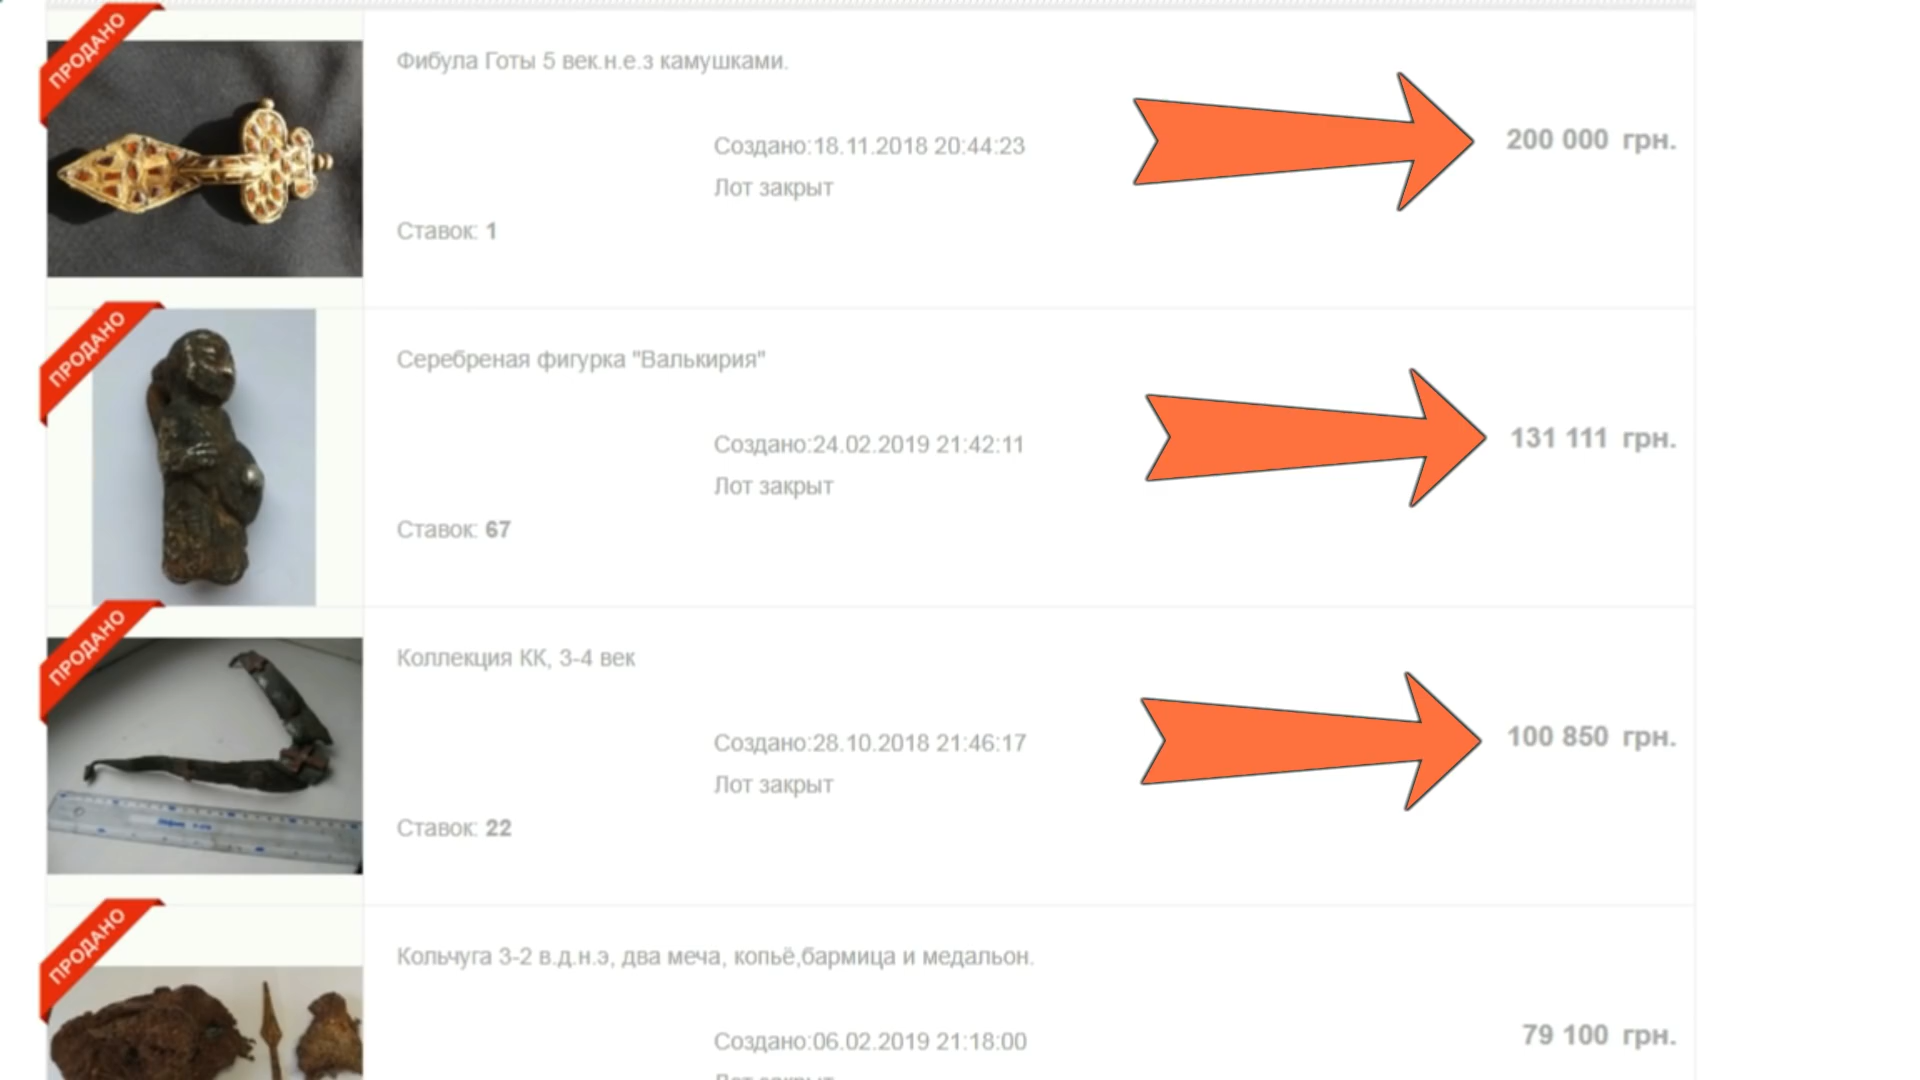 ПРОДАНО
Фибула Готы 5 век.н.е.з камушками.
Создано:18.11.2018 20:44:23
200 000 грн.
Лот закрыт
Ставок: 1
ПРОДАНО
Серебреная фигурка "Валькирия"
Создано:24.02.2019 21:42:11
131 111 грн.
Лот закрыт
Ставок: 67
ПРОДАНО
Коллекция КК, 3-4 век
Создано:28.10.2018 21:46:17
100 850 грн.
Лот закрыт
Ставок: 22
ПРОДАНО
Кольчуга 3-2 в.д.н.э, два меча, копьё,бармица и медальон.
Создано:06.02.2019 21:18:00
79 100 грн.